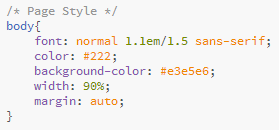 /* Page Style */
body{
    font: normal 1.1em/1.5 sans-serif;
    color: #222;
    background-color: #e3e5e6;
    width: 90%;
    margin: auto;
}